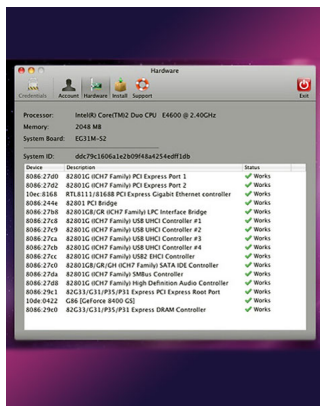 Hardware
Credentials Account Hardware Install Support Exit
Processor: Intel(R) Core(TM)2 Duo CPU E4600 @ 2.40GHz
Memory: 2048 MB
System Board: EG31M-S2
System ID: ddc79c1606a1e2b09f48a4254edff1db
Device Description Status
8086:27d0 82801G (ICH7 Family) PCI Express Port 1 Works
8086:27d2 82801G (ICH7 Family) PCI Express Port 2 Works
10ec:8168 RTL8111/8168B PCI Express Gigabit Ethernet controller Works
8086:244e 82801 PCI Bridge Works
8086:27b8 82801GB/GR (ICH7 Family) LPC Interface Bridge Works
8086:27c8 82801G (ICH7 Family) USB UHCI Controller #1 Works
8086:27c9 82801G (ICH7 Family) USB UHCI Controller #2 Works
8086:27ca 82801G (ICH7 Family) USB UHCI Controller #3 Works
8086:27cb 82801G (ICH7 Family) USB UHCI Controller #4 Works
8086:27cc 82801G (ICH7 Family) USB2 EHCI Controller Works
8086:27c0 82801GB/GR/GH (ICH7 Family) SATA IDE Controller Works
8086:27da 82801G (ICH7 Family) SMBus Controller Works
8086:27d8 82801G (ICH7 Family) High Definition Audio Controller Works
8086:29c1 82G33/G31/P35/P31 Express PCI Express Root Port Works
10de:0422 G86 [GeForce 8400 GS] Works
8086:29c0 82G33/G31/P35/P31 Express DRAM Controller Works